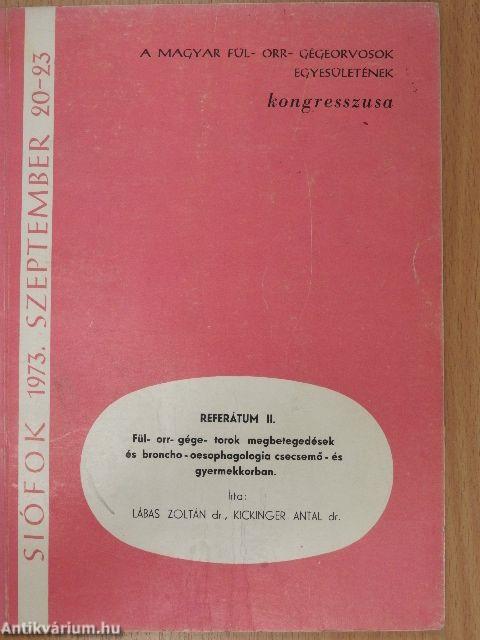 A MAGYAR FÜL- ORR- GÉGEORVOSOK
EGYESÜLETÉNEK
kongresszusa
SIÓFOK 1973. SZEPTEMBER 20-23
REFERÁTUM II.
Fül- orr- gége- torok megbetegedések
és broncho-oesophagologia csecsemő- és
gyermekkorban.
Irta:
LÁBAS ZOLTÁN dr., KICKINGER ANTAL dr.
Antikvárium.hu